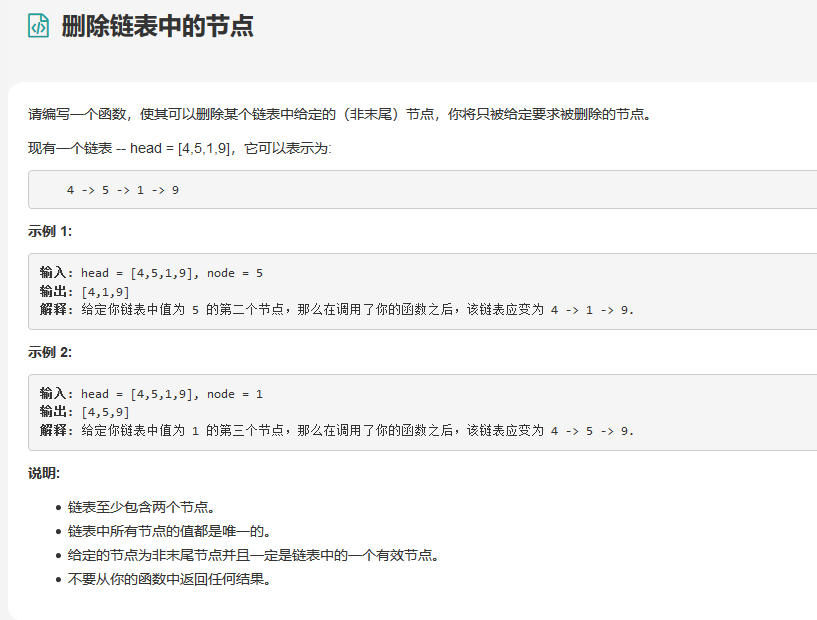 删除链表中的节点
请编写一个函数，使其可以删除某个链表中给定的（非末尾）节点，你将只被给定要求被删除的节点。
现有一个链表 -- head = [4,5,1,9]，它可以表示为:
4 -> 5 -> 1 -> 9
示例 1:
输入: head = [4,5,1,9], node = 5
输出: [4,1,9]
解释: 给定你链表中值为 5 的第二个节点，那么在调用了你的函数之后，该链表应变为 4 -> 1 -> 9.
示例 2:
输入: head = [4,5,1,9], node = 1
输出: [4,5,9]
解释: 给定你链表中值为 1 的第三个节点，那么在调用了你的函数之后，该链表应变为 4 -> 5 -> 9.
说明:
• 链表至少包含两个节点。
• 链表中所有节点的值都是唯一的。
• 给定的节点为非末尾节点并且一定是链表中的一个有效节点。
• 不要从你的函数中返回任何结果。